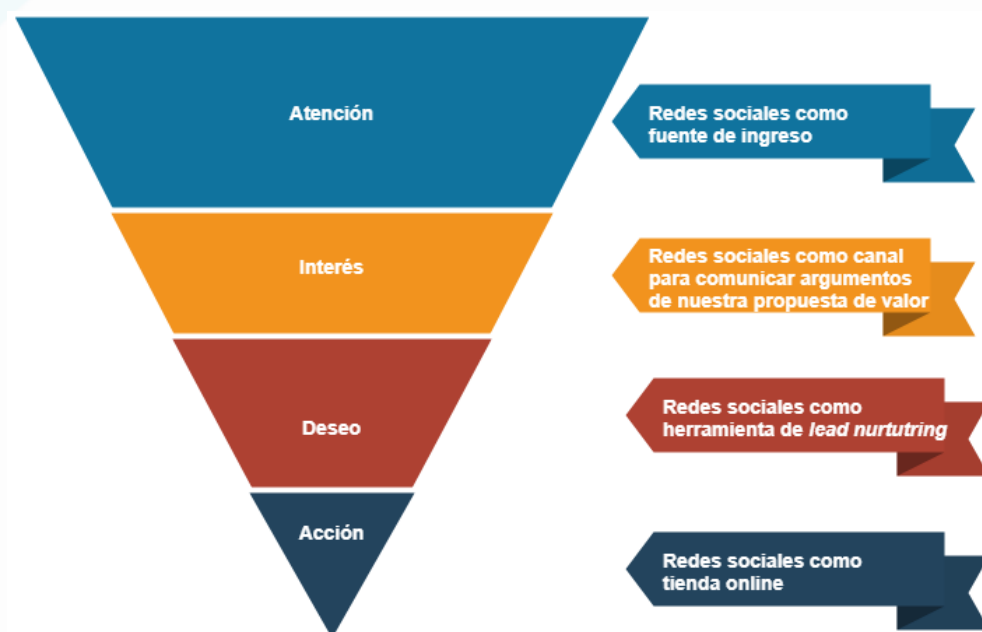 Atención
Redes sociales como
fuente de ingreso
Interés
Redes sociales como canal
para comunicar argumentos
de nuestra propuesta de valor
Deseo
Redes sociales como
herramienta de lead nurtutring
Acción
Redes sociales como
tienda online